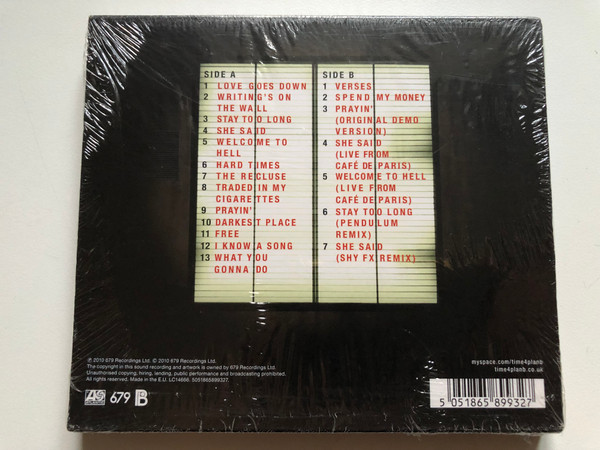 SIDE A
1 LOVE GOES DOWN
2 WRITING'S ON
THE WALL
3 STAY TOO LONG
4 SHE SAID
5 WELCOME TO
HELL
6 HARD TIMES
7 THE RECLUSE
8 TRADED IN MY
CIGARETTES
9 PRAYIN'
10 DARKEST PLACE
11 FREE
12 I KNOW A SONG
13 WHAT YOU
GONNA DO
SIDE B
1 VERSES
2 SPEND MY MONEY
3 PRAYIN'
(ORIGINAL DEMO
VERSION)
4 SHE SAID
(LIVE FROM
CAFÉ DE PARIS)
5 WELCOME TO HELL
(LIVE FROM
CAFÉ DE PARIS)
6 STAY TOO LONG
(PENDULUM
REMIX)
7 SHE SAID
(SHY FX REMIX)
℗ 2010 679 Recordings Ltd. © 2010 679 Recordings Ltd.
The copyright in this sound recording and artwork is owned by 679 Recordings Ltd.
Unauthorised copying, hiring, lending, public performance and broadcasting prohibited.
All rights reserved. Made in the E.U. LC14666. 5051865899327.
679
myspace.com/time4planb
time4planb.co.uk
5 051865 899327